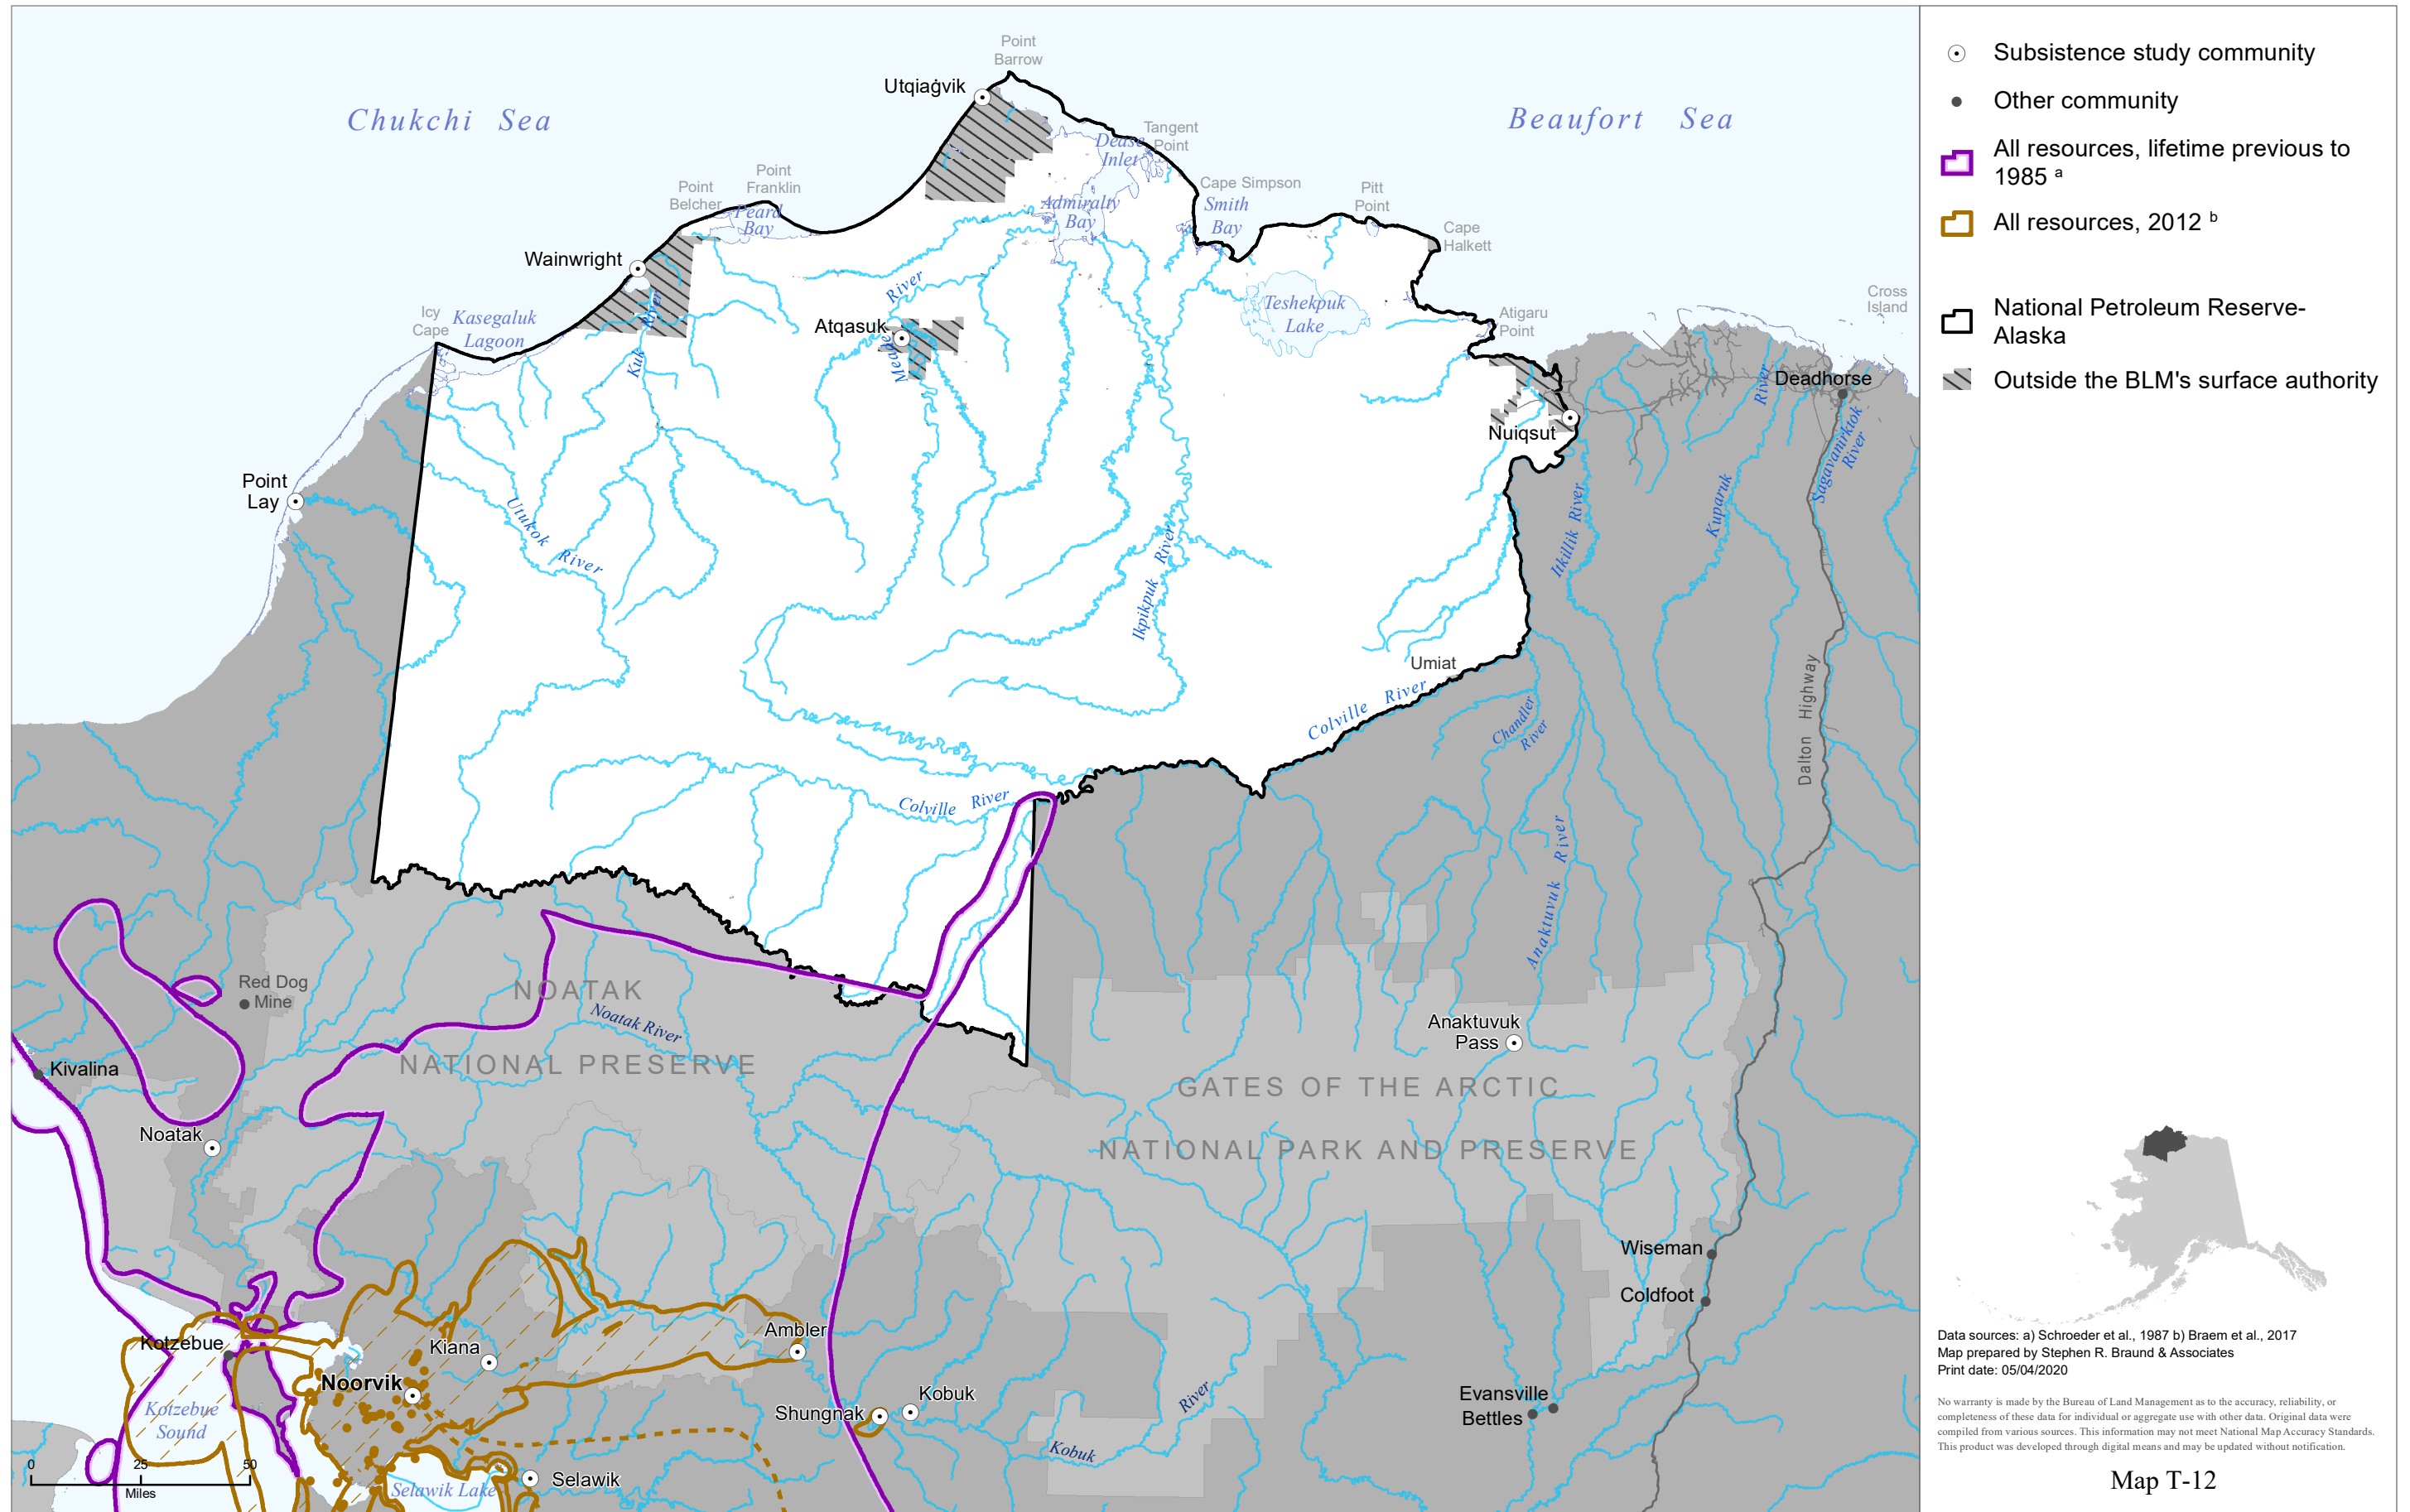 Point
Barrow
Utqiaġvik
Chukchi Sea
Beaufort Sea
Tangent
Point
Dease
Inlet
Point
Franklin
Point
Belcher
Peard
Bay
Cape Simpson
Smith
Bay
Admiralty
Bay
Pitt
Point
Cape
Halkett
Wainwright
River
Kuk
Icy
Cape
Kasegaluk
Lagoon
River
Atqasuk
Meade
Teshekpuk
Lake
Atigaru
Point
Cross
Island
Deadhorse
River
Nuiqsut
Sagavanirktok
River
Point
Lay
Utukok River
Itkillik River
Kuparuk
Ikpikpuk River
Umiat
Colville River
Chandler
River
Dalton Highway
Colville River
Anaktuvuk River
Red Dog
Mine
NOATAK
Noatak River
NATIONAL PRESERVE
Anaktuvuk
Pass
Kivalina
GATES OF THE ARCTIC
NATIONAL PARK AND PRESERVE
Noatak
Wiseman
Coldfoot
Kotzebue
Kiana
Ambler
Noorvik
Kotzebue
Sound
Shungnak
Kobuk
River
Kobuk
Evansville
Bettles
Selawik
Selawik Lake
0 25 50
Miles
Subsistence study community
Other community
All resources, lifetime previous to
1985 a
All resources, 2012 b
National Petroleum Reserve-
Alaska
Outside the BLM's surface authority
Data sources: a) Schroeder et al., 1987 b) Braem et al., 2017
Map prepared by Stephen R. Braund & Associates
Print date: 05/04/2020
No warranty is made by the Bureau of Land Management as to the accuracy, reliability, or
completeness of these data for individual or aggregate use with other data. Original data were
compiled from various sources. This information may not meet National Map Accuracy Standards.
This product was developed through digital means and may be updated without notification.
Map T-12